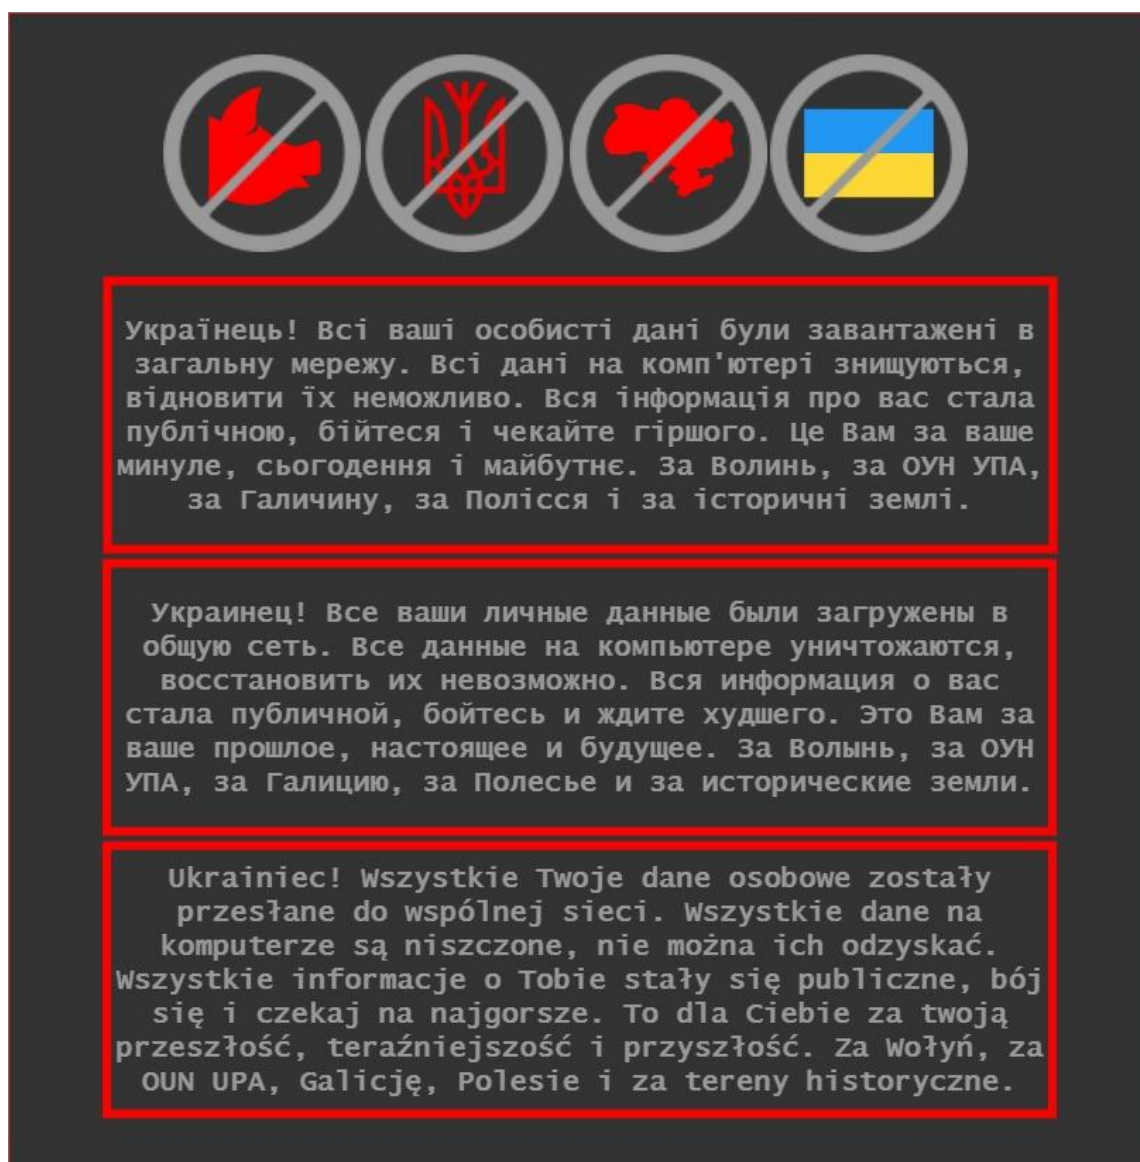 Українець! Всі ваші особисті дані були завантажені в
загальну мережу. Всі дані на комп'ютері знищуються,
відновити їх неможливо. Вся інформація про вас стала
публічною, бійтеся і чекайте гіршого. Це Вам за ваше
минуле, сьогодення і майбутнє. За Волинь, за ОУН УПА,
за Галичину, за Полісся і за історичні землі.
Украинец! Все ваши личные данные были загружены в
общую сеть. Все данные на компьютере уничтожаются,
восстановить их невозможно. Вся информация о вас
стала публичной, бойтесь и ждите худшего. Это Вам за
ваше прошлое, настоящее и будущее. За Волынь, за ОУН
УПА, за Галицию, за Полесье и за исторические земли.
Ukrainiec! Wszystkie Twoje dane osobowe zostały
przesłane do wspólnej sieci. Wszystkie dane na
komputerze są niszczone, nie można ich odzyskać.
Wszystkie informacje o Tobie stały się publiczne, bój
się i czekaj na najgorsze. To dla Ciebie za twoją
przeszłość, teraźniejszość i przyszłość. Za Wołyń, za
OUN UPA, Galicję, Polesie i za tereny historyczne.